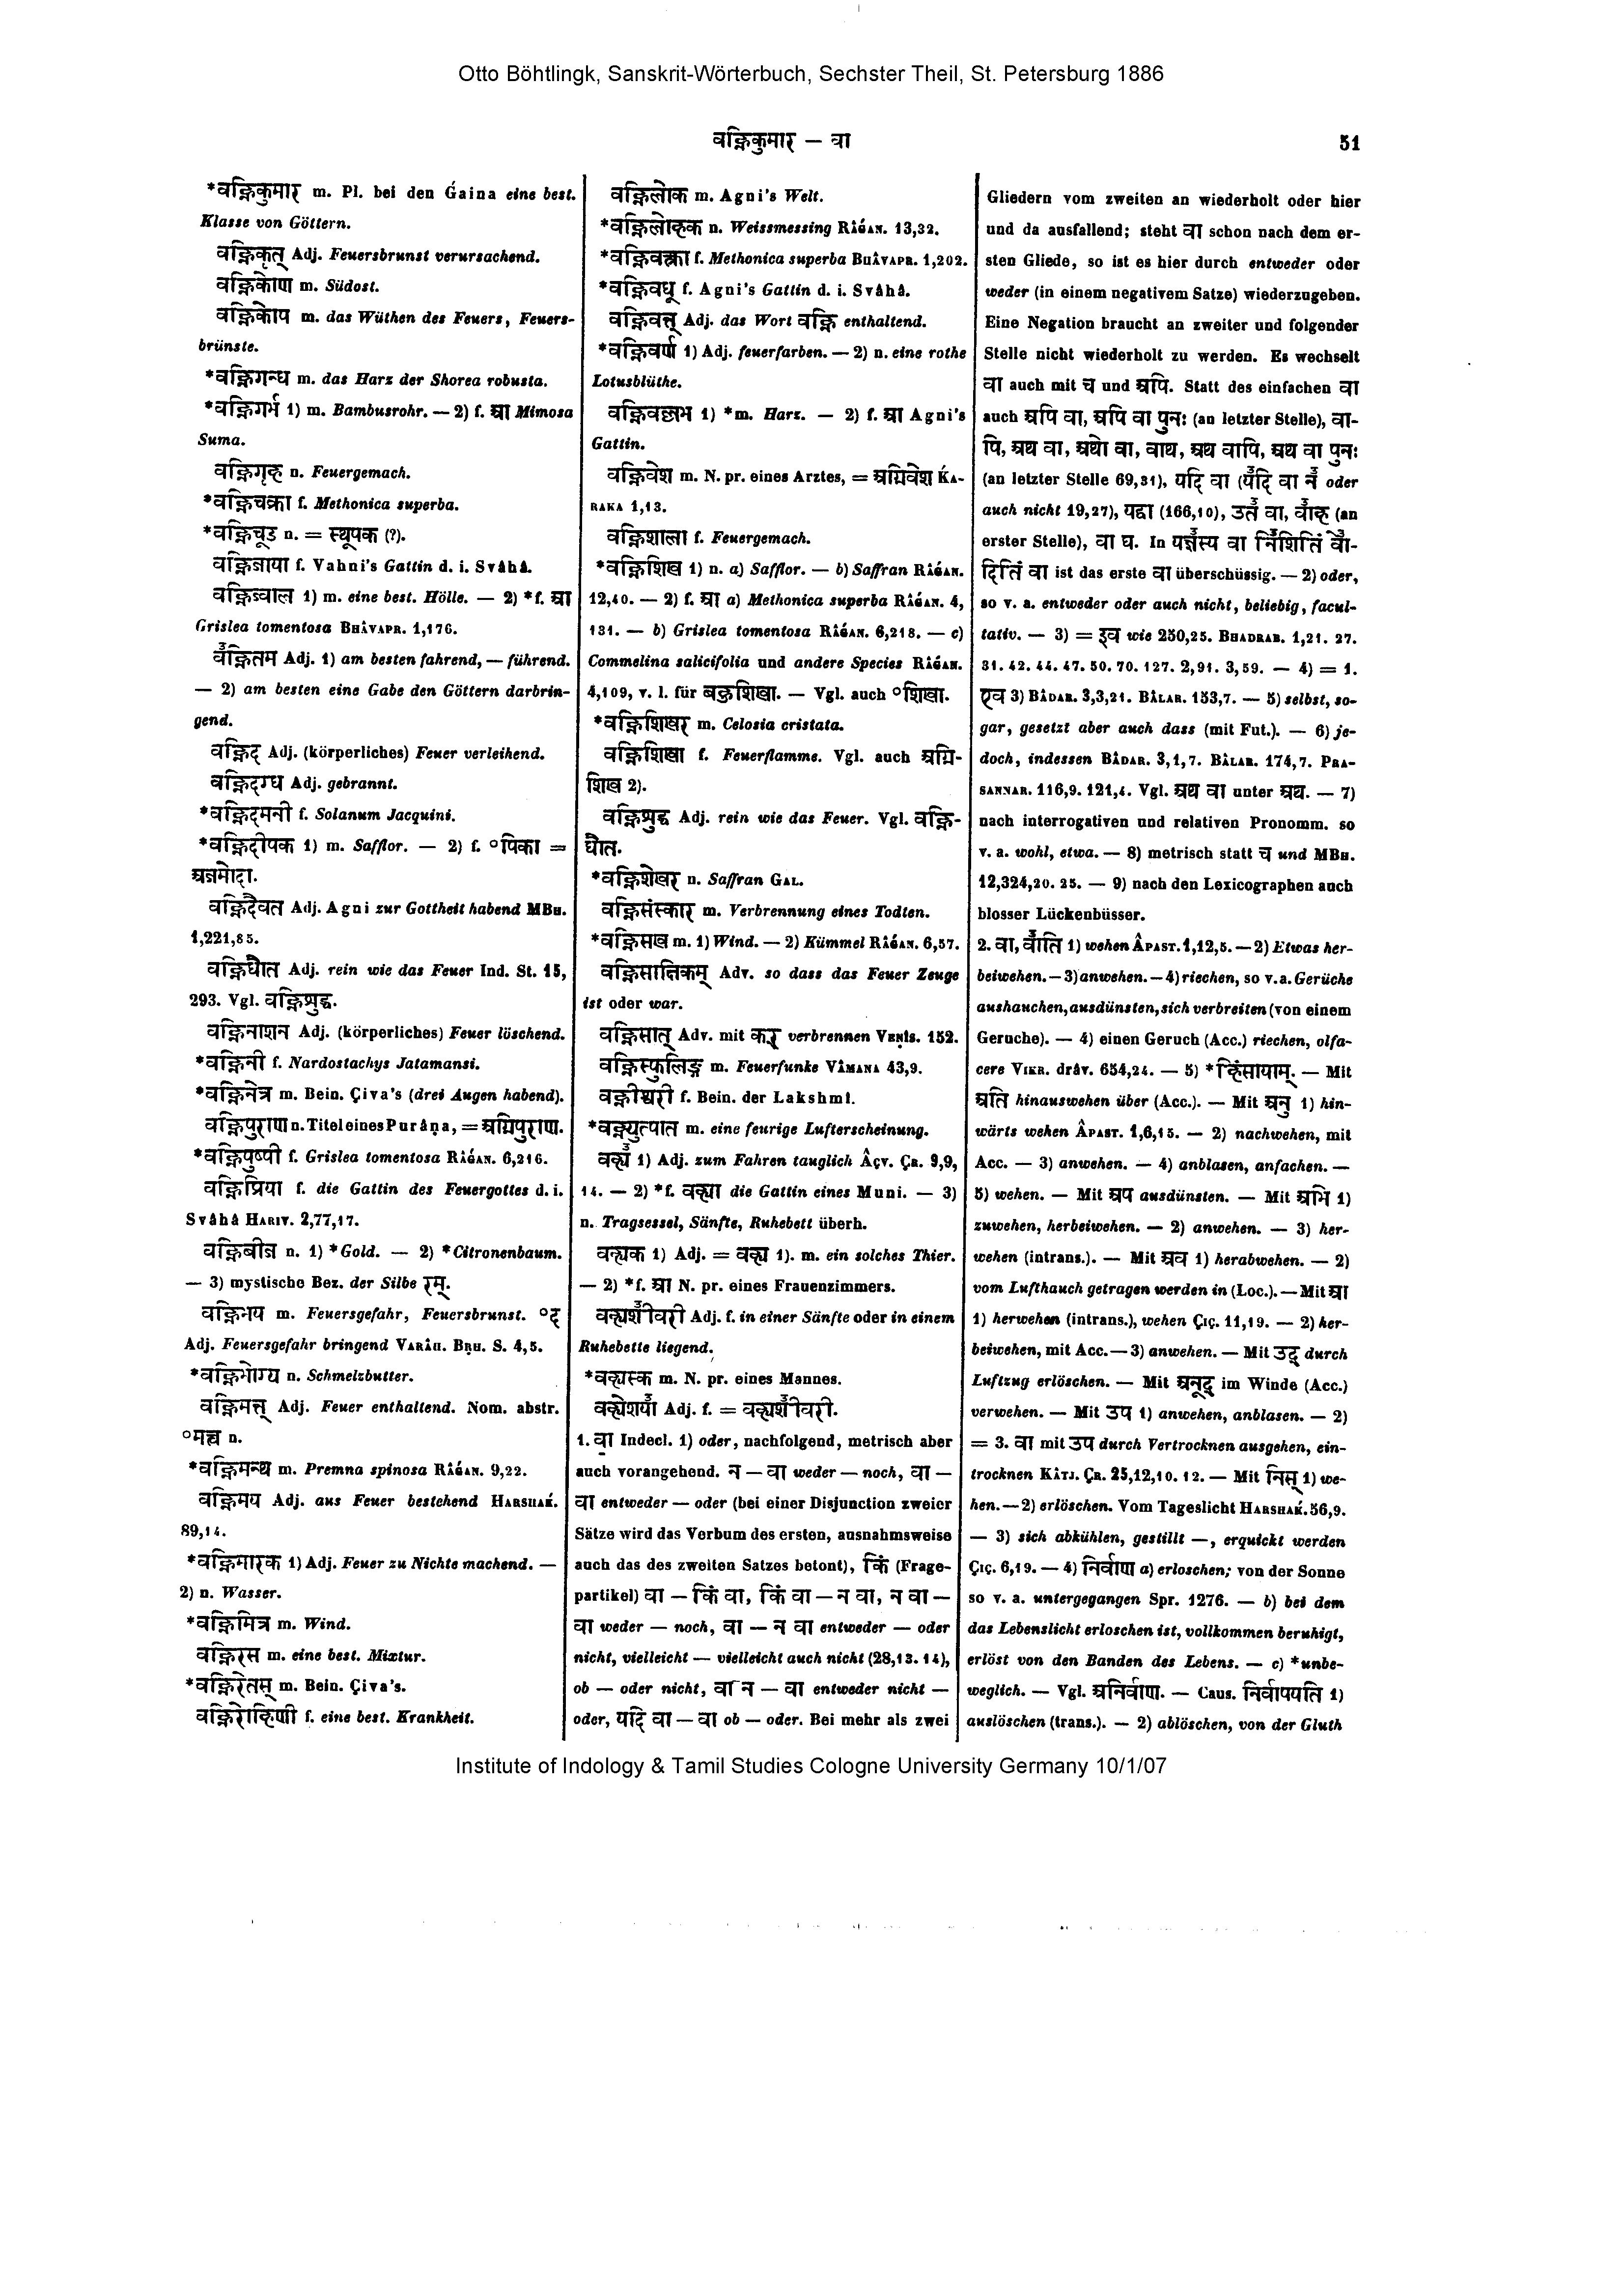 Otto Böhtlingk, Sanskrit-Wörterbuch, Sechster Theil, St. Petersburg 1886
वह्निकुमार — वा
51
*वह्निकुमार m. Pl. bei den Ǵaina eine best.
Klasse von Göttern.
वह्निकृत् Adj. Feuersbrunst verursachend.
वह्निकोण m. Südost.
वह्निकोप m. das Wüthen des Feuers, Feuers-
brünste.
*वह्निगन्ध m. das Harz der Shorea robusta.
*वह्निगर्भ 1) m. Bambusrohr. — 2) f. आ Mimosa
Suma.
वह्निगृह n. Feuergemach.
*वह्निचक्रा f. Methonica superba.
*वह्निचूड n. = स्थूपक (?).
वह्निजाया f. Vahni's Gattin d. i. Svâhâ.
वह्निज्वाल 1) m. eine best. Hölle. — 2) *f. आ
Grislea tomentosa Bhâvapr. 1,176.
वह्नितम Adj. 1) am besten fahrend, — führend.
— 2) am besten eine Gabe den Göttern darbrin-
gend.
वह्निद Adj. (körperliches) Feuer verleihend.
वह्निदग्ध Adj. gebrannt.
*वह्निदमनी f. Solanum Jacquini.
*वह्निदीपक 1) m. Safflor. — 2) f. °पिका =
अजमोदा.
वह्निदैवत Adj. Agni zur Gottheit habend MBh.
1,221,85.
वह्निधौत Adj. rein wie das Feuer Ind. St. 15,
293. Vgl. वह्निशुद्ध.
वह्निनाशन Adj. (körperliches) Feuer löschend.
*वह्निनी f. Nardostachys Jatamansi.
*वह्निनेत्र m. Bein. Çiva's (drei Augen habend).
वह्निपुराण n. Titel eines Purâṇa, = अग्निपुराण.
*वह्निपुष्पी f. Grislea tomentosa Râǵan. 6,216.
वह्निप्रिया f. die Gattin des Feuergottes d. i.
Svâhâ Hariv. 2,77,17.
वह्निबीज n. 1) *Gold. — 2) *Citronenbaum.
— 3) mystische Bez. der Silbe रम्.
वह्निभय m. Feuersgefahr, Feuersbrunst. °द
Adj. Feuersgefahr bringend Varâh. Bṛh. S. 4,5.
*वह्निभोग्य n. Schmelzbutter.
वह्निमत्त् Adj. Feuer enthaltend. Nom. abstr.
°मत्त्व n.
*वह्निमन्थ m. Premna spinosa Râǵan. 9,22.
वह्निमय Adj. aus Feuer bestehend Harshaḱ.
89,14.
*वह्निमारक 1) Adj. Feuer zu Nichte machend. —
2) n. Wasser.
*वह्निमित्र m. Wind.
वह्निरस m. eine best. Mixtur.
*वह्निरेतस् m. Bein. Çiva's.
वह्निरोहिणी f. eine best. Krankheit.
वह्निलोक m. Agni's Welt.
*वह्निलोहक n. Weissmessing Râǵan. 13,32.
*वह्निवक्त्रा f. Methonica superba Bhâvapr. 1,202.
*वह्निवधू f. Agni's Gattin d. i. Svâhâ.
वह्निवत्त् Adj. das Wort वह्नि enthaltend.
*वह्निवर्ण 1) Adj. feuerfarben. — 2) n. eine rothe
Lotusblüthe.
वह्निवल्लभ 1) *m. Harz. — 2) f. आ Agni's
Gattin.
वह्निवेश m. N. pr. eines Arztes, = अग्निवेश Ḱa-
raka 1,13.
वह्निशाला f. Feuergemach.
*वह्निशिख 1) n. a) Safflor. — b) Saffran Râǵan.
12,40. — 2) f. आ a) Methonica superba Râǵan. 4,
131. — b) Grislea tomentosa Râǵan. 6,218. — c)
Commelina salicifolia und andere Species Râǵan.
4,109, v. l. für बकुशिखा. — Vgl. auch °शिखा.
*वह्निशिखर m. Celosia cristata.
वह्निशिखा f. Feuerflamme. Vgl. auch अग्नि-
शिख 2).
वह्निशुद्ध Adj. rein wie das Feuer. Vgl. वह्नि-
धौत.
*वह्निशेखर n. Saffran Gal.
वह्निसंस्कार m. Verbrennung eines Todten.
*वह्निसख m. 1) Wind. — 2) Kümmel Râǵan. 6,57.
वह्निसाक्षिकम् Adv. so dass das Feuer Zeuge
ist oder war.
वह्निसात् Adv. mit कर् verbrennen Veṇîs. 152.
वह्निस्फुलिङ्ग m. Feuerfunke Vâmana 43,9.
वह्नीश्वरी f. Bein. der Lakshmî.
*वह्न्युत्पात m. eine feurige Lufterscheinung.
वह्य 1) Adj. zum Fahren tauglich Âçv. Çr. 9,9,
14. — 2) *f. वह्या die Gattin eines Muni. — 3)
n. Tragsessel, Sänfte, Ruhebett überh.
वह्यक 1) Adj. = वह्य 1). m. ein solches Thier.
— 2) *f. आ N. pr. eines Frauenzimmers.
वह्यशीवरी Adj. f. in einer Sänfte oder in einem
Ruhebette liegend.
*वह्यस्क m. N. pr. eines Mannes.
वह्येशया Adj. f. = वह्यशीवरी.
1. वा Indecl. 1) oder, nachfolgend, metrisch aber
auch vorangehend. न — वा weder — noch, वा —
वा entweder — oder (bei einer Disjunction zweier
Sätze wird das Verbum des ersten, ausnahmsweise
auch das des zweiten Satzes betont), किं (Frage-
partikel) वा — किं वा, किं वा — न वा, न वा —
वा weder — noch, वा — न वा entweder — oder
nicht, vielleicht — vielleicht auch nicht (28,13. 14),
ob — oder nicht, वा न — वा entweder nicht —
oder, यदि वा — वा ob — oder. Bei mehr als zwei
Gliedern vom zweiten an wiederholt oder hier
und da ausfallend; steht वा schon nach dem er-
sten Gliede, so ist es hier durch entweder oder
weder (in einem negativem Satze) wiederzugeben.
Eine Negation braucht an zweiter und folgender
Stelle nicht wiederholt zu werden. Es wechselt
वा auch mit च und अपि. Statt des einfachen वा
auch अपि वा, अपि वा पुनः (an letzter Stelle), वा-
पि, अथ वा, अथो वा, वाथ, अथ वापि, अथ वा पुनः
(an letzter Stelle 69,31), यदि वा (यदि वा न oder
auch nicht 19,27), यद्वा (166,10), उत वा, वाह (an
erster Stelle), वा घ. In यज्ञस्य वा निशितिं वो-
दितिं वा ist das erste वा überschüssig. — 2) oder,
so v. a. entweder oder auch nicht, beliebig, facul-
tativ. — 3) = इव wie 250,25. Bhadrab. 1,21. 27.
31. 42. 44. 47. 50. 70. 127. 2,91. 3,59. — 4) = 1.
एव 3) Bâdar. 3,3,21. Bâlar. 153,7. — 5) selbst, so-
gar, gesetzt aber auch dass (mit Fut.). — 6) je-
doch, indessen Bâdar. 3,1,7. Bâlar. 174,7. Pra-
sannar. 116,9. 121,4. Vgl. अथ वा unter अथ. — 7)
nach interrogativen und relativen Pronomm. so
v. a. wohl, etwa. — 8) metrisch statt च und MBh.
12,324,20. 25. — 9) nach den Lexicographen auch
blosser Lückenbüsser.
2. वा, वाति 1) wehen Âpast. 1,12,5. — 2) Etwas her-
beiwehen. — 3) anwehen. — 4) riechen, so v. a. Gerüche
aushauchen, ausdünsten, sich verbreiten (von einem
Geruche). — 4) einen Geruch (Acc.) riechen, olfa-
cere Vikr. dràv. 654,24. — 5) *हिंसायाम्. — Mit
अति hinauswehen über (Acc.). — Mit अनु 1) hin-
wärts wehen Âpast. 1,6,15. — 2) nachwehen, mit
Acc. — 3) anwehen. — 4) anblasen, anfachen. —
5) wehen. — Mit अप ausdünsten. — Mit अभि 1)
zuwehen, herbeiwehen. — 2) anwehen. — 3) her-
wehen (intrans.). — Mit अव 1) herabwehen. — 2)
vom Lufthauch getragen werden in (Loc.). — Mit आ
1) herwehen (intrans.), wehen Çiç. 11,19. — 2) her-
beiwehen, mit Acc. — 3) anwehen. — Mit उद् durch
Luftzug erlöschen. — Mit अनूद् im Winde (Acc.)
verwehen. — Mit उप 1) anwehen, anblasen. — 2)
= 3. वा mit उप durch Vertrocknen ausgehen, ein-
trocknen Kâtj. Çr. 25,12,10. 12. — Mit निस् 1) we-
hen. — 2) erlöschen. Vom Tageslicht Harshaḱ. 56,9.
— 3) sich abkühlen, gestillt —, erquickt werden
Çiç. 6,19. — 4) निर्वाण a) erloschen; von der Sonne
so v. a. untergegangen Spr. 1276. — b) bei dem
das Lebenslicht erloschen ist, vollkommen beruhigt,
erlöst von den Banden des Lebens. — c) *unbe-
weglich. — Vgl. अनिर्वाण. — Caus. निर्वापयति 1)
auslöschen (trans.). — 2) ablöschen, von der Gluth
Institute of Indology & Tamil Studies Cologne University Germany 10/1/07